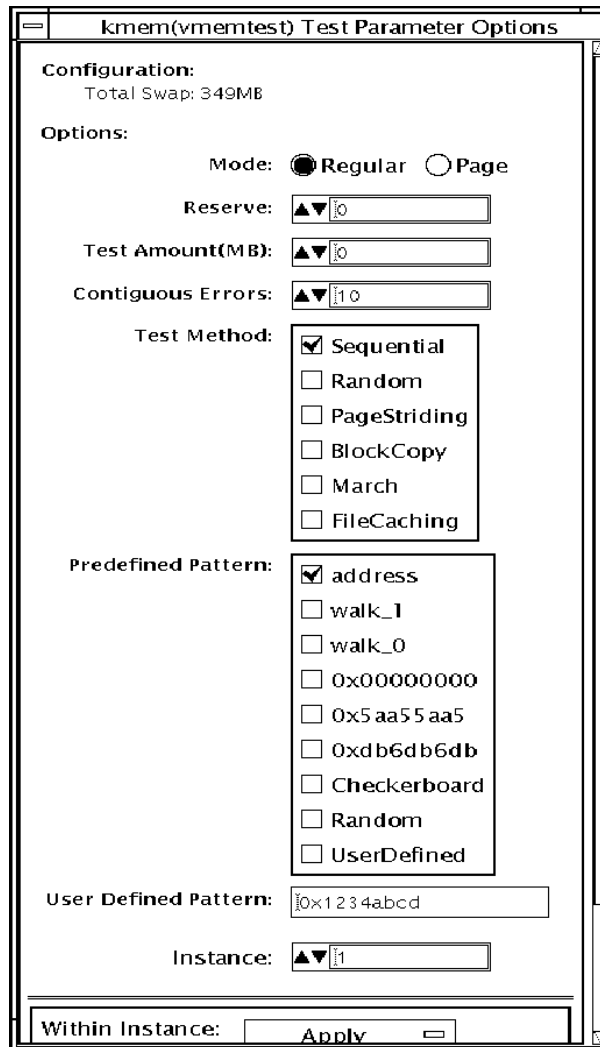 kmem(vmemtest) Test Parameter Options
Configuration:
Total Swap: 349MB
Options:
Mode: Regular Page
Reserve: 0
Test Amount(MB): 0
Contiguous Errors: 10
Test Method: Sequential
Random
PageStriding
BlockCopy
March
FileCaching
Predefined Pattern: address
walk_1
walk_0
0x00000000
0x5aa55aa5
0xdb6db6db
Checkerboard
Random
UserDefined
User Defined Pattern: 0x1234abcd
Instance: 1
Within Instance: Apply